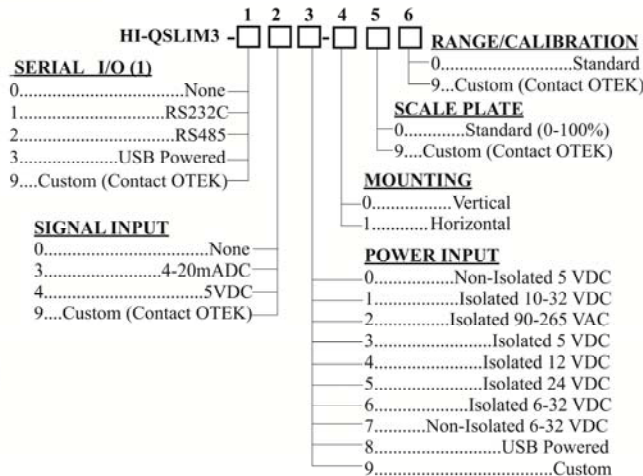 1 2 3 4 5 6
HI-QSLIM3 -
RANGE/CALIBRATION
0.........................Standard
9...Custom (Contact OTEK)
SERIAL I/O (1)
0................................None
1..........................RS232C
2............................RS485
3..................USB Powered
9....Custom (Contact OTEK)
SCALE PLATE
0.........Standard (0-100%)
9....Custom (Contact OTEK)
MOUNTING
0................Vertical
1............Horizontal
SIGNAL INPUT
0............................None
3.....................4-20mADC
4............................5VDC
9....Custom (Contact OTEK)
POWER INPUT
0.............Non-Isolated 5 VDC
1..............Isolated 10-32 VDC
2............Isolated 90-265 VAC
3...................Isolated 5 VDC
4..................Isolated 12 VDC
5..................Isolated 24 VDC
6................Isolated 6-32 VDC
7.........Non-Isolated 6-32 VDC
8......................USB Powered
9...............................Custom